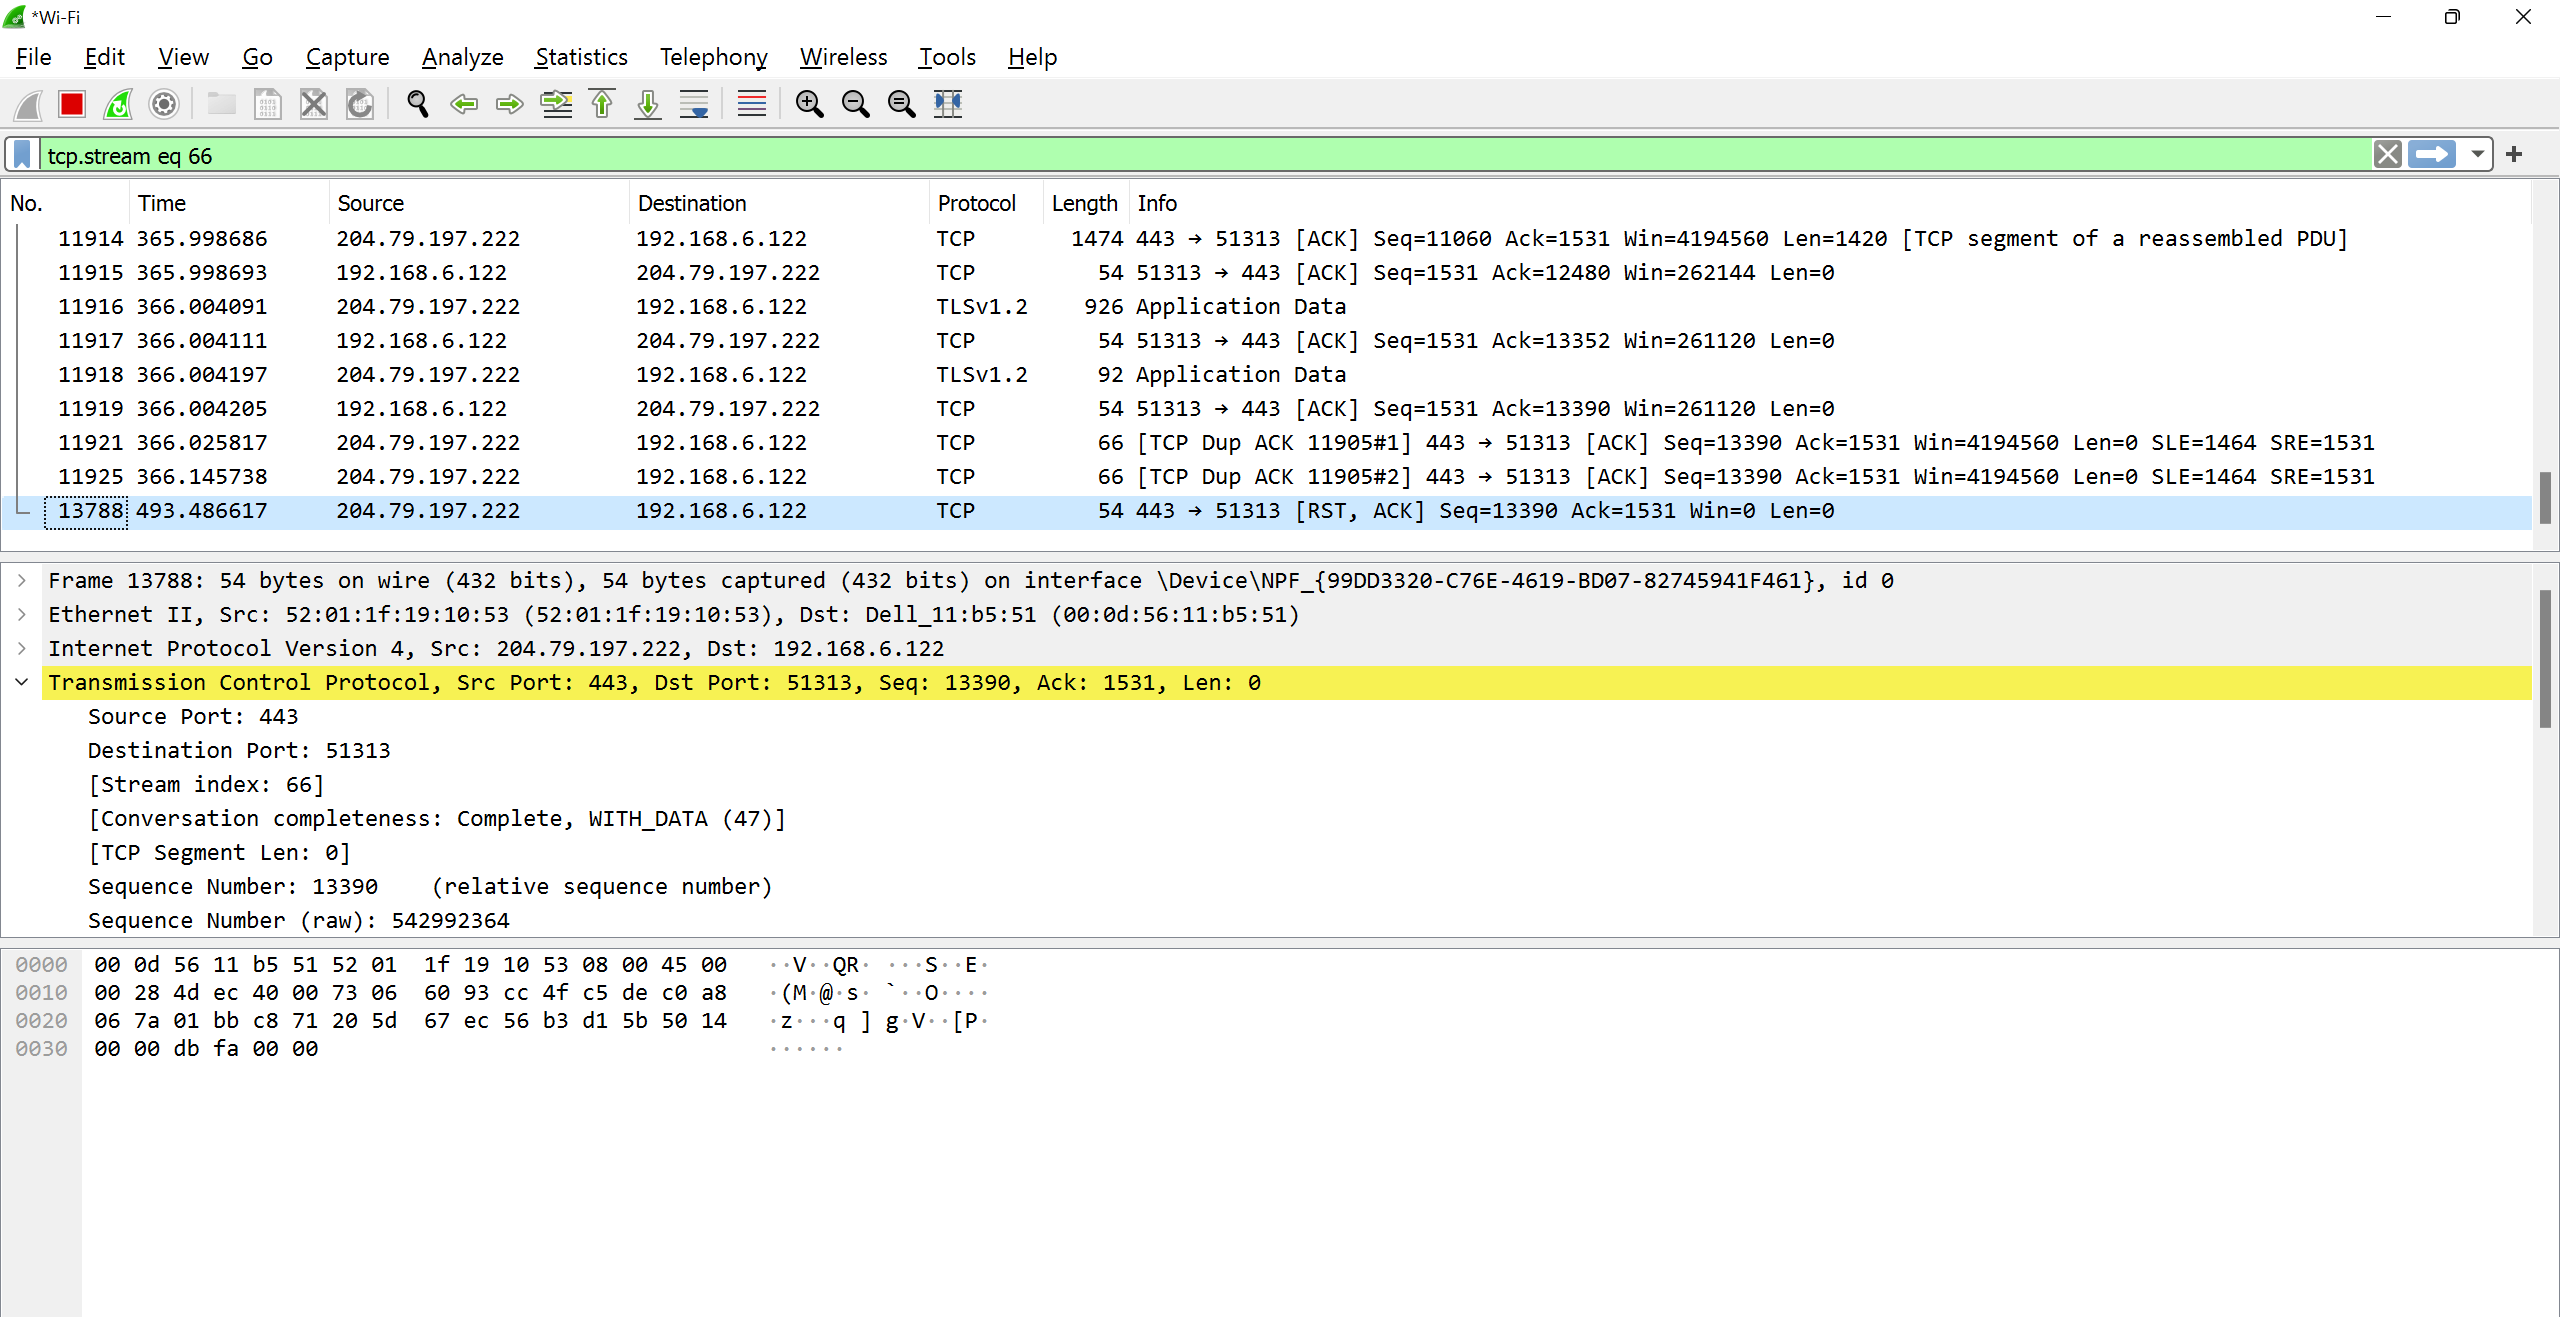 *Wi-Fi
File Edit View Go Capture Analyze Statistics Telephony Wireless Tools Help
tcp.stream eq 66
No. Time Source Destination Protocol Length Info
11914 365.998686 204.79.197.222 192.168.6.122 TCP 1474 443 → 51313 [ACK] Seq=11060 Ack=1531 Win=4194560 Len=1420 [TCP segment of a reassembled PDU]
11915 365.998693 192.168.6.122 204.79.197.222 TCP 54 51313 → 443 [ACK] Seq=1531 Ack=12480 Win=262144 Len=0
11916 366.004091 204.79.197.222 192.168.6.122 TLSv1.2 926 Application Data
11917 366.004111 192.168.6.122 204.79.197.222 TCP 54 51313 → 443 [ACK] Seq=1531 Ack=13352 Win=261120 Len=0
11918 366.004197 204.79.197.222 192.168.6.122 TLSv1.2 92 Application Data
11919 366.004205 192.168.6.122 204.79.197.222 TCP 54 51313 → 443 [ACK] Seq=1531 Ack=13390 Win=261120 Len=0
11921 366.025817 204.79.197.222 192.168.6.122 TCP 66 [TCP Dup ACK 11905#1] 443 → 51313 [ACK] Seq=13390 Ack=1531 Win=4194560 Len=0 SLE=1464 SRE=1531
11925 366.145738 204.79.197.222 192.168.6.122 TCP 66 [TCP Dup ACK 11905#2] 443 → 51313 [ACK] Seq=13390 Ack=1531 Win=4194560 Len=0 SLE=1464 SRE=1531
13788 493.486617 204.79.197.222 192.168.6.122 TCP 54 443 → 51313 [RST, ACK] Seq=13390 Ack=1531 Win=0 Len=0
Frame 13788: 54 bytes on wire (432 bits), 54 bytes captured (432 bits) on interface \Device\NPF_{99DD3320-C76E-4619-BD07-82745941F461}, id 0
Ethernet II, Src: 52:01:1f:19:10:53 (52:01:1f:19:10:53), Dst: Dell_11:b5:51 (00:0d:56:11:b5:51)
Internet Protocol Version 4, Src: 204.79.197.222, Dst: 192.168.6.122
Transmission Control Protocol, Src Port: 443, Dst Port: 51313, Seq: 13390, Ack: 1531, Len: 0
Source Port: 443
Destination Port: 51313
[Stream index: 66]
[Conversation completeness: Complete, WITH_DATA (47)]
[TCP Segment Len: 0]
Sequence Number: 13390 (relative sequence number)
Sequence Number (raw): 542992364
0000 00 0d 56 11 b5 51 52 01 1f 19 10 53 08 00 45 00 ··V··QR· ···S··E·
0010 00 28 4d ec 40 00 73 06 60 93 cc 4f c5 de c0 a8 ·(M·@·s· `··O····
0020 06 7a 01 bb c8 71 20 5d 67 ec 56 b3 d1 5b 50 14 ·z···q ] g·V··[P·
0030 00 00 db fa 00 00 ······